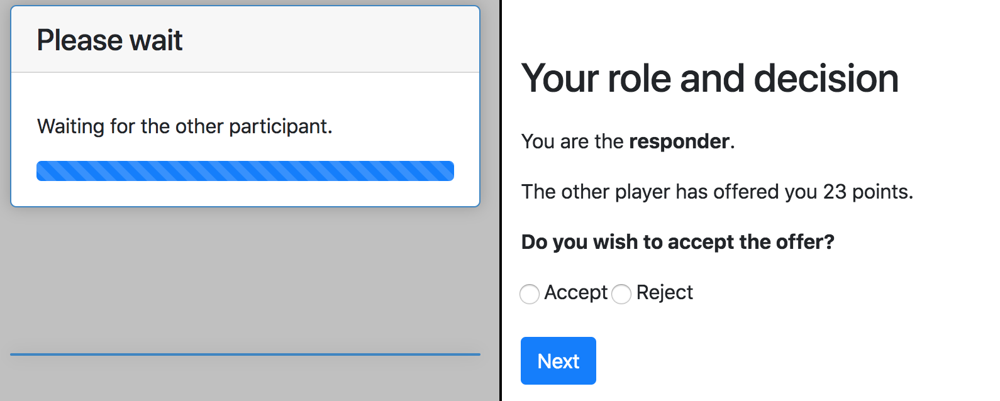 Please wait
Waiting for the other participant.
Your role and decision
You are the responder.
The other player has offered you 23 points.
Do you wish to accept the offer?
Accept Reject
Next